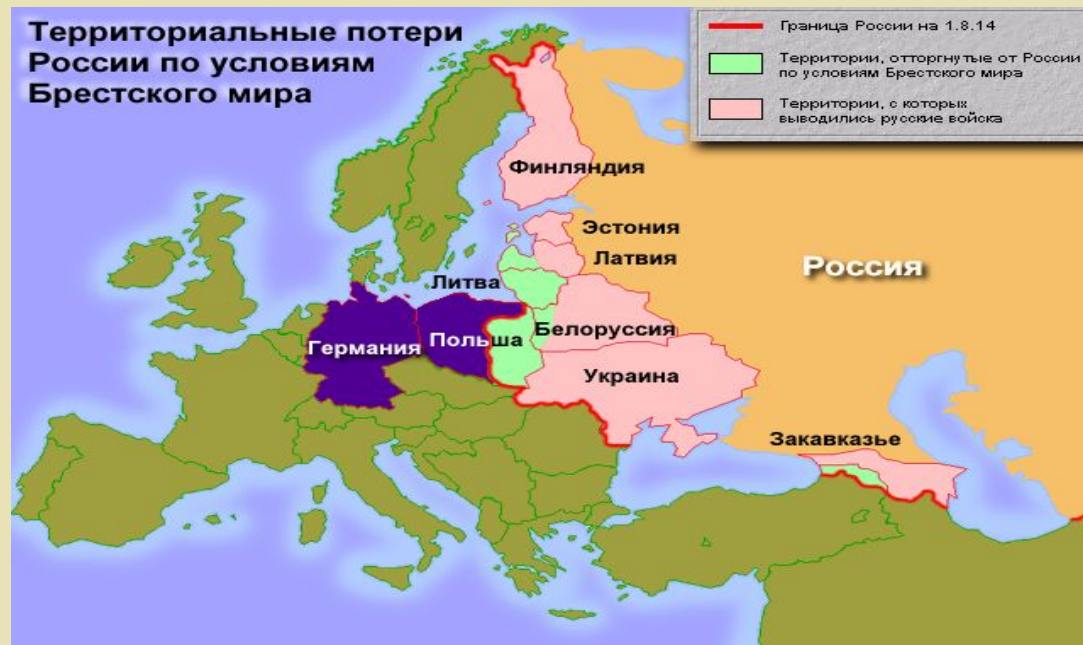 Территориальные потери
России по условиям
Брестского мира
Граница России на 1.8.14
Территории, отторгнутые от России
по условиям Брестского мира
Территории, с которых
выводились русские войска
Финляндия
Эстония
Латвия
Россия
Литва
Белоруссия
Германия
Польша
Украина
Закавказье